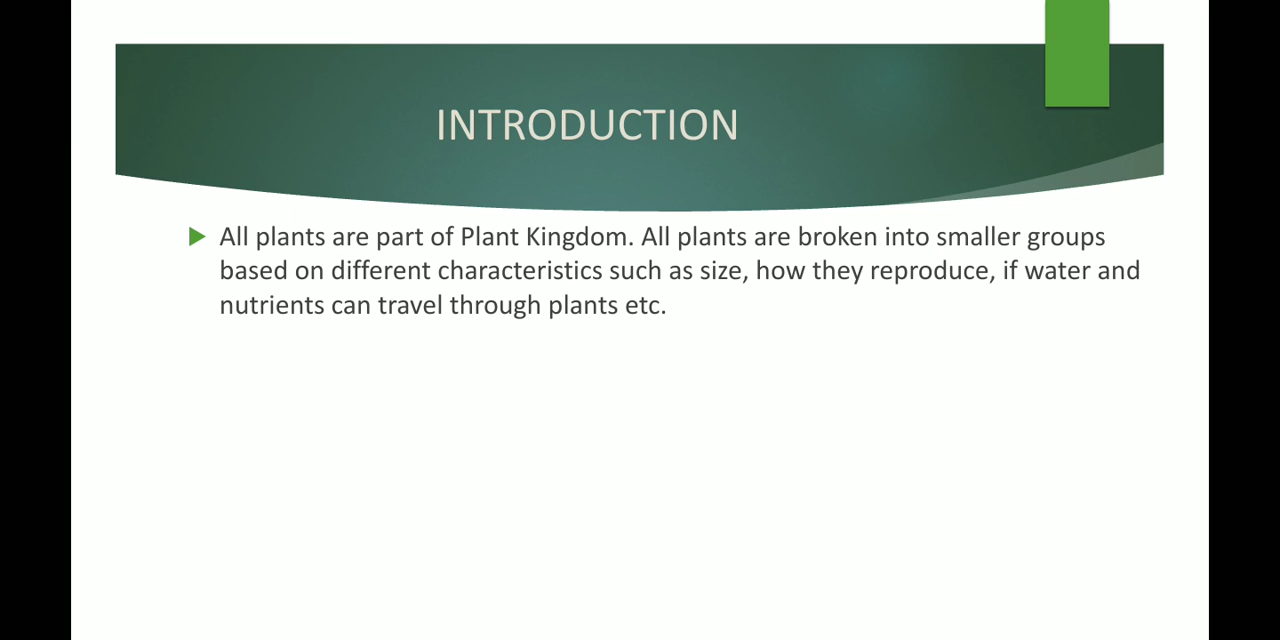 INTRODUCTION
All plants are part of Plant Kingdom. All plants are broken into smaller groups
based on different characteristics such as size, how they reproduce, if water and
nutrients can travel through plants etc.